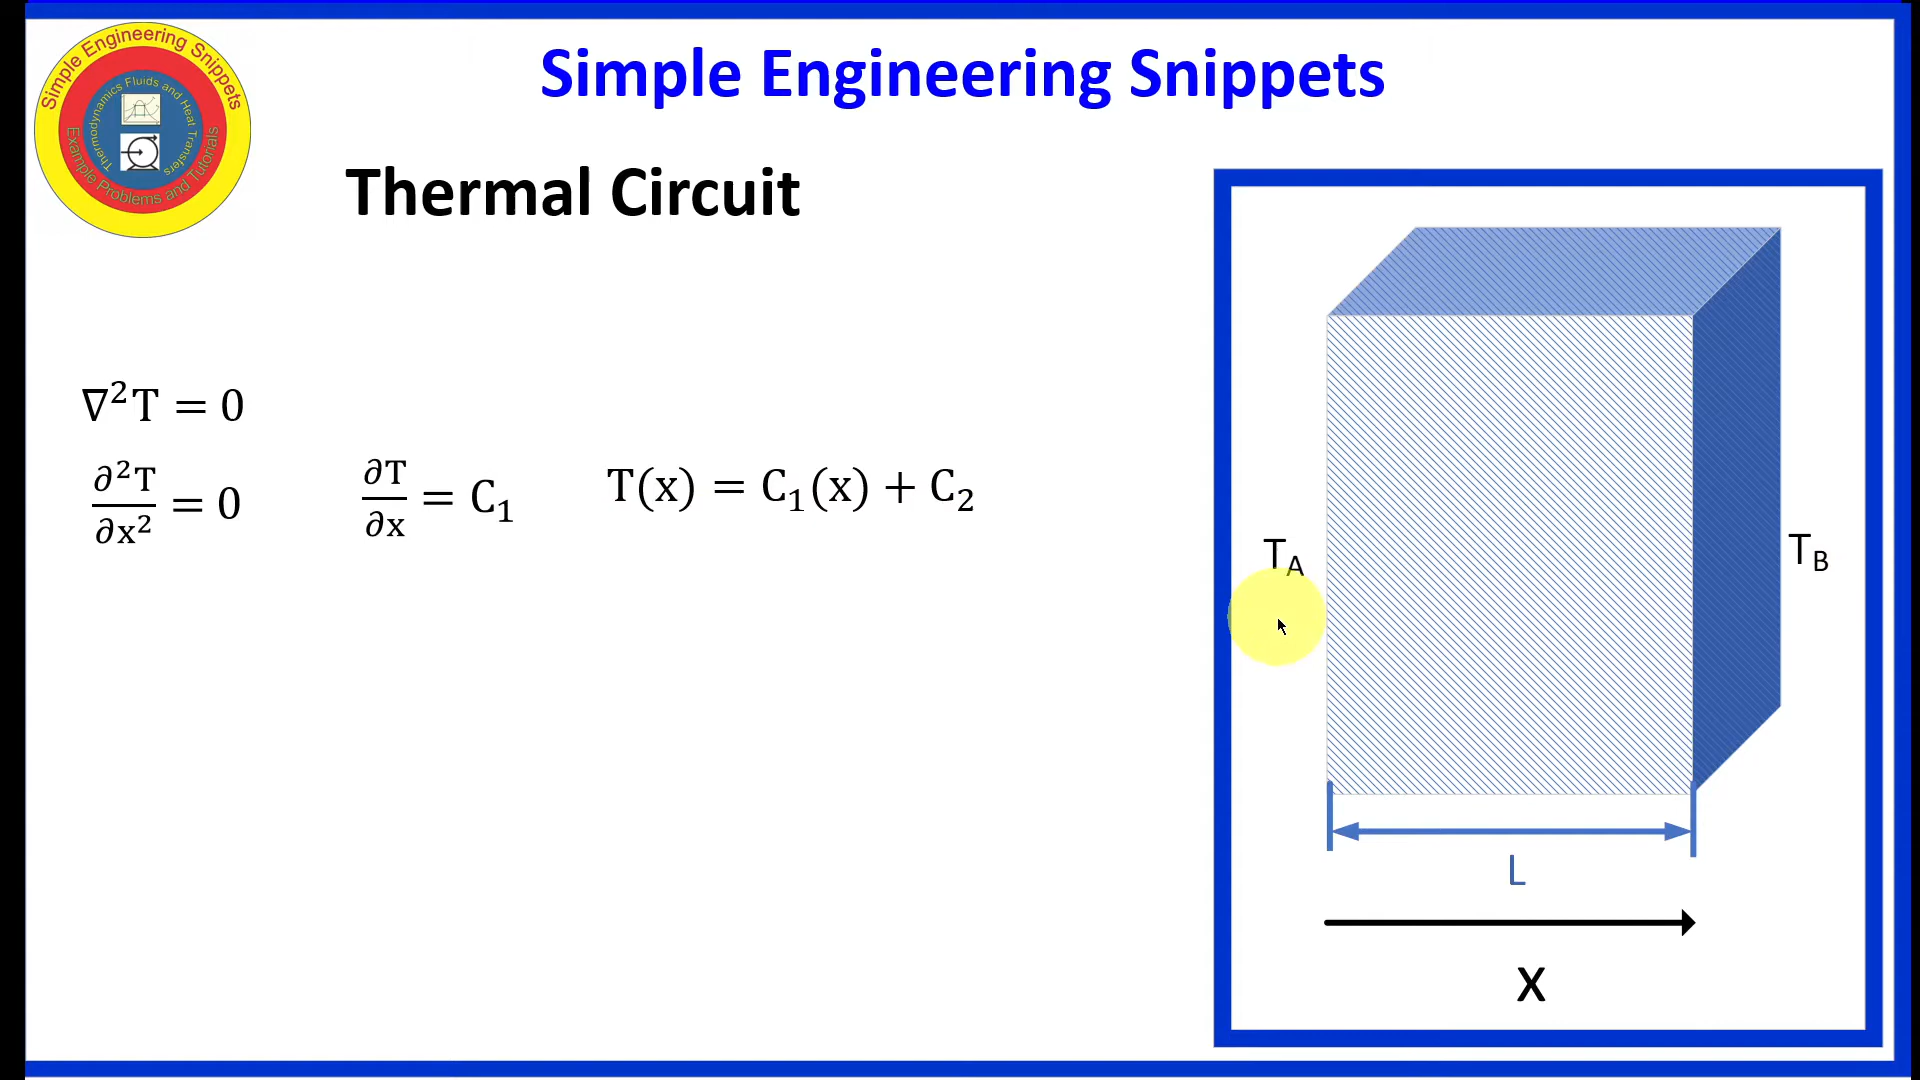 Simple Engineering Snippets
Thermodynamics Fluids and Heat Transfers
Example Problems and Tutorials
Simple Engineering Snippets
Thermal Circuit
∇²T = 0
∂²T/∂x² = 0
∂T/∂x = C₁
T(x) = C₁(x) + C₂
T_A
T_B
L
X